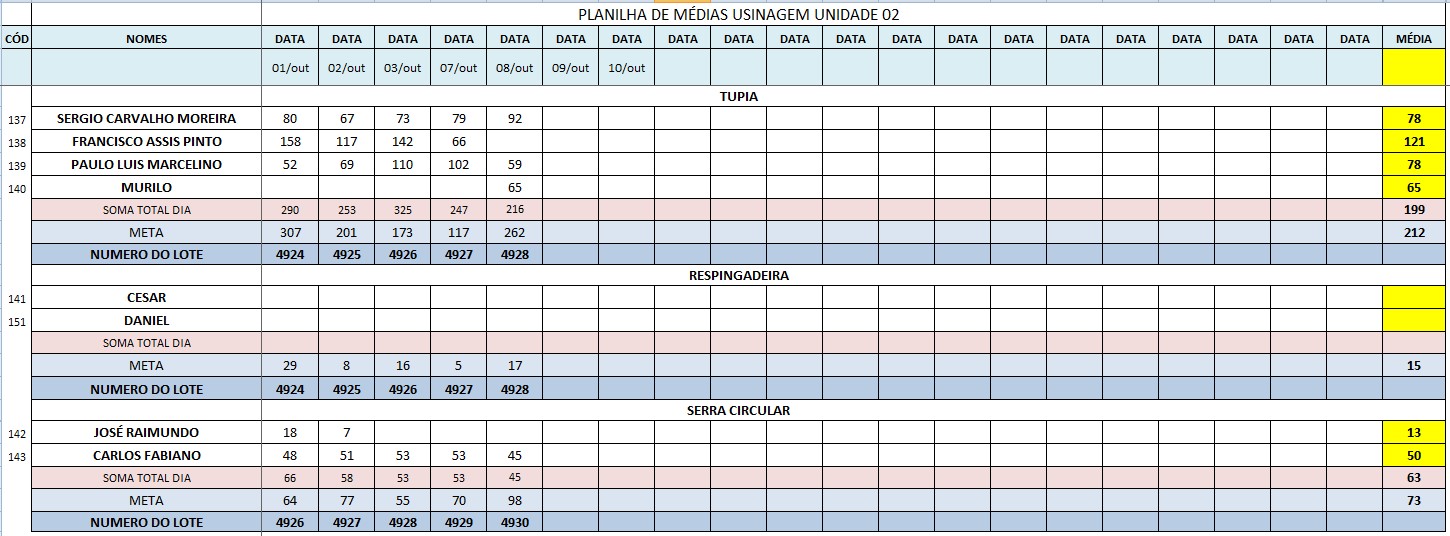 PLANILHA DE MÉDIAS USINAGEM UNIDADE 02
CÓD NOMES DATA DATA DATA DATA DATA DATA DATA DATA DATA DATA DATA DATA DATA DATA DATA DATA DATA DATA DATA DATA MÉDIA
01/out 02/out 03/out 07/out 08/out 09/out 10/out
TUPIA
137 SERGIO CARVALHO MOREIRA 80 67 73 79 92 78
138 FRANCISCO ASSIS PINTO 158 117 142 66 121
139 PAULO LUIS MARCELINO 52 69 110 102 59 78
140 MURILO 65 65
SOMA TOTAL DIA 290 253 325 247 216 199
META 307 201 173 117 262 212
NUMERO DO LOTE 4924 4925 4926 4927 4928
RESPINGADEIRA
141 CESAR
151 DANIEL
SOMA TOTAL DIA
META 29 8 16 5 17 15
NUMERO DO LOTE 4924 4925 4926 4927 4928
SERRA CIRCULAR
142 JOSÉ RAIMUNDO 18 7 13
143 CARLOS FABIANO 48 51 53 53 45 50
SOMA TOTAL DIA 66 58 53 53 45 63
META 64 77 55 70 98 73
NUMERO DO LOTE 4926 4927 4928 4929 4930